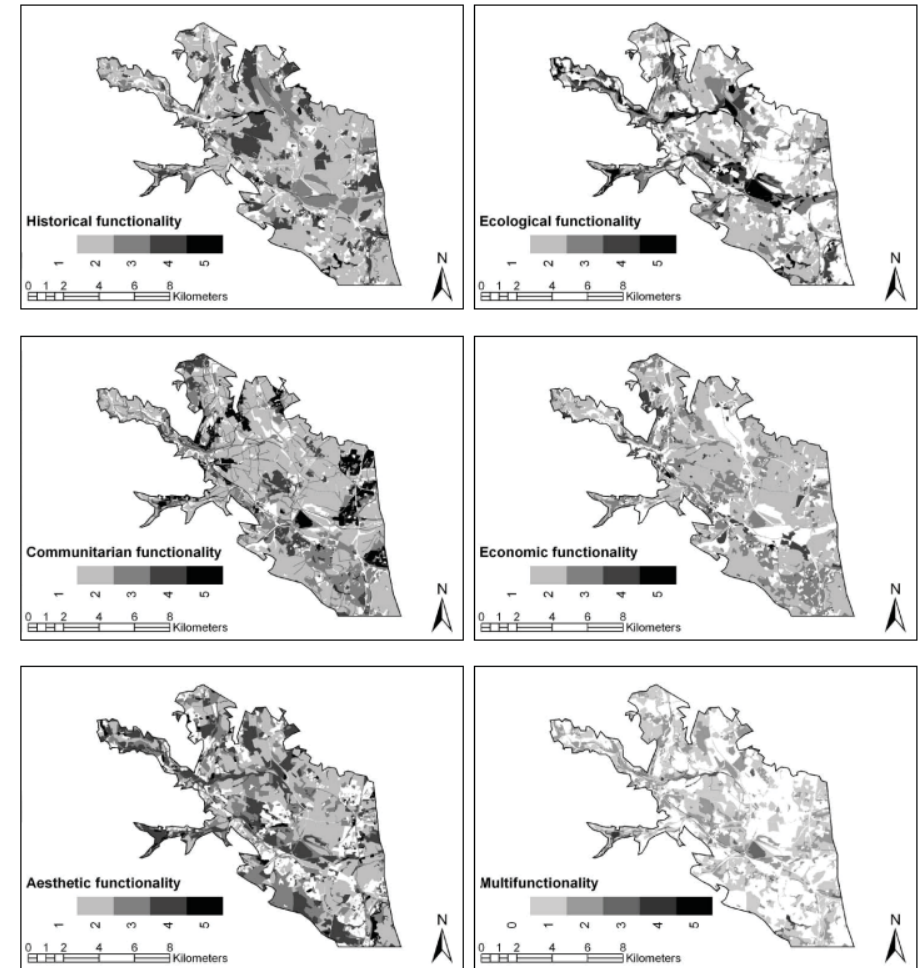 Historical functionality
1 2 3 4 5
N
0 1 2 4 6 8
Kilometers
Ecological functionality
1 2 3 4 5
N
0 1 2 4 6 8
Kilometers
Communitarian functionality
1 2 3 4 5
N
0 1 2 4 6 8
Kilometers
Economic functionality
1 2 3 4 5
N
0 1 2 4 6 8
Kilometers
Aesthetic functionality
1 2 3 4 5
N
0 1 2 4 6 8
Kilometers
Multifunctionality
0 1 2 3 4 5
N
0 1 2 4 6 8
Kilometers